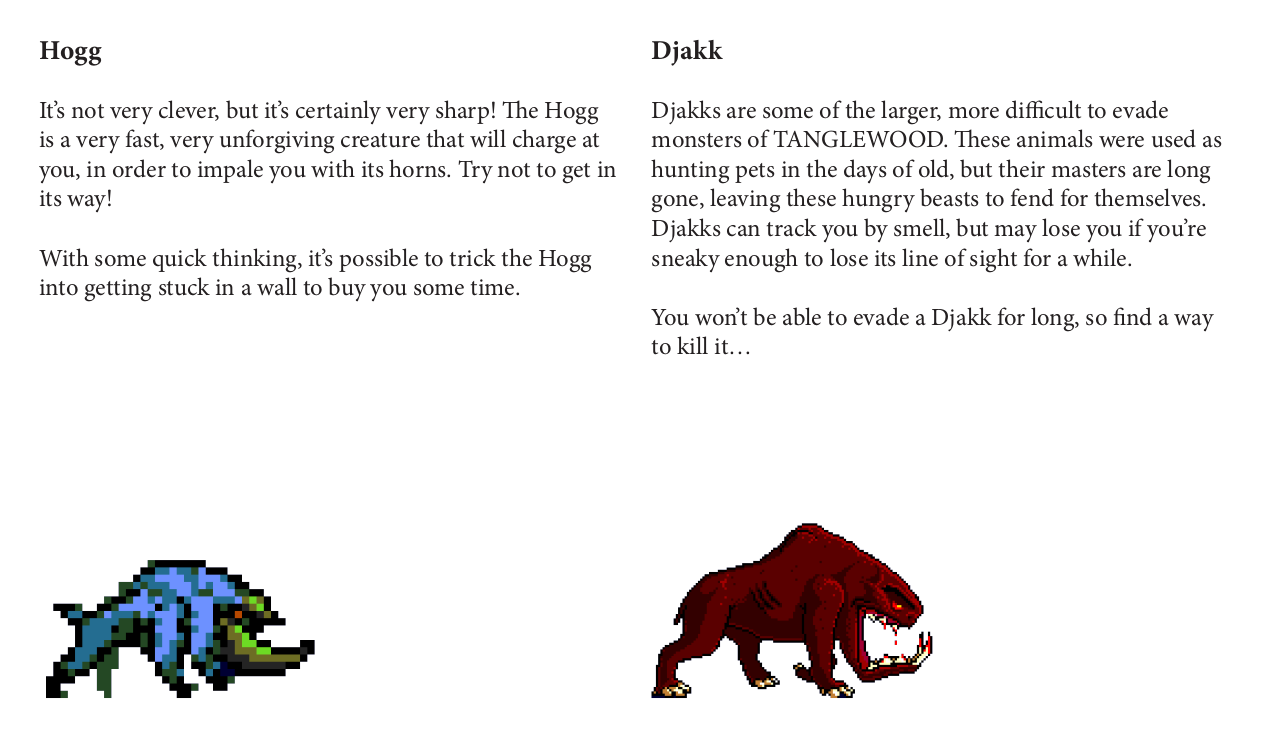 Hogg
It’s not very clever, but it’s certainly very sharp! The Hogg
is a very fast, very unforgiving creature that will charge at
you, in order to impale you with its horns. Try not to get in
its way!
With some quick thinking, it’s possible to trick the Hogg
into getting stuck in a wall to buy you some time.
Djakk
Djakks are some of the larger, more difficult to evade
monsters of TANGLEWOOD. These animals were used as
hunting pets in the days of old, but their masters are long
gone, leaving these hungry beasts to fend for themselves.
Djakks can track you by smell, but may lose you if you’re
sneaky enough to lose its line of sight for a while.
You won’t be able to evade a Djakk for long, so find a way
to kill it…